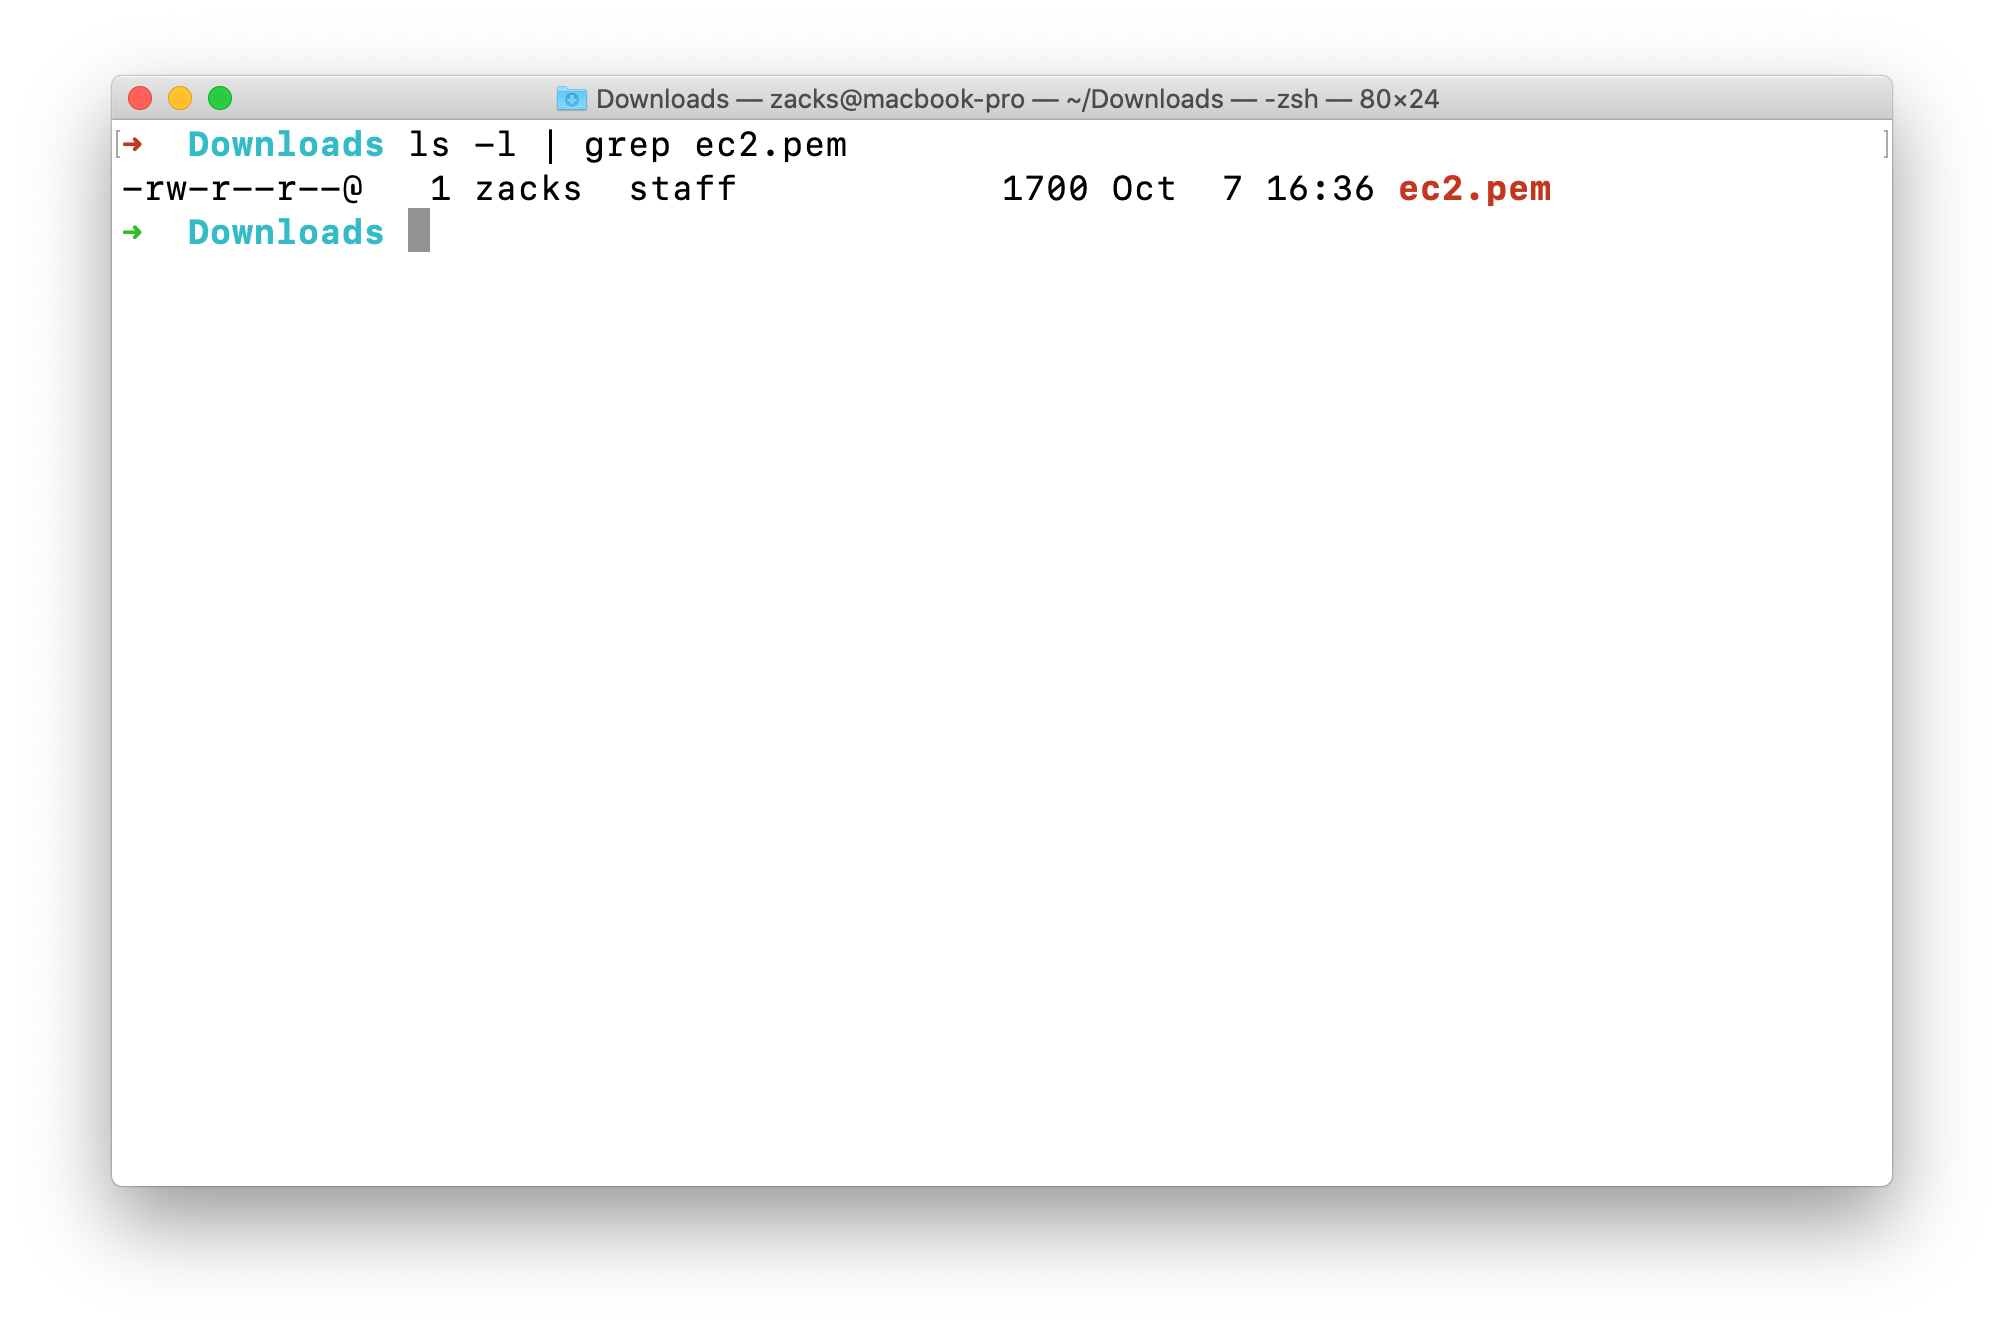 Downloads — zacks@macbook-pro — ~/Downloads — -zsh — 80×24
[➜  Downloads ls -l | grep ec2.pem ]
-rw-r--r--@   1 zacks  staff            1700 Oct  7 16:36 ec2.pem
➜  Downloads